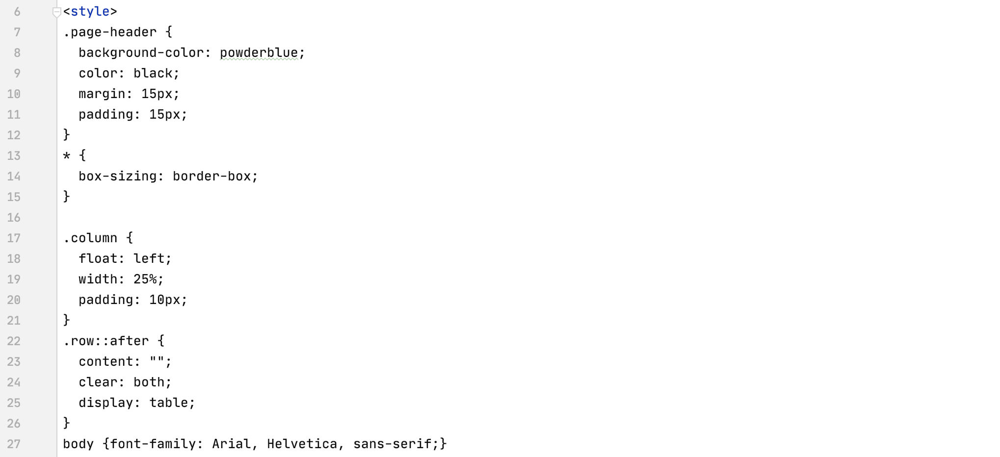 6 <style>
7 .page-header {
8   background-color: powderblue;
9   color: black;
10   margin: 15px;
11   padding: 15px;
12 }
13 * {
14   box-sizing: border-box;
15 }
16
17 .column {
18   float: left;
19   width: 25%;
20   padding: 10px;
21 }
22 .row::after {
23   content: "";
24   clear: both;
25   display: table;
26 }
27 body {font-family: Arial, Helvetica, sans-serif;}